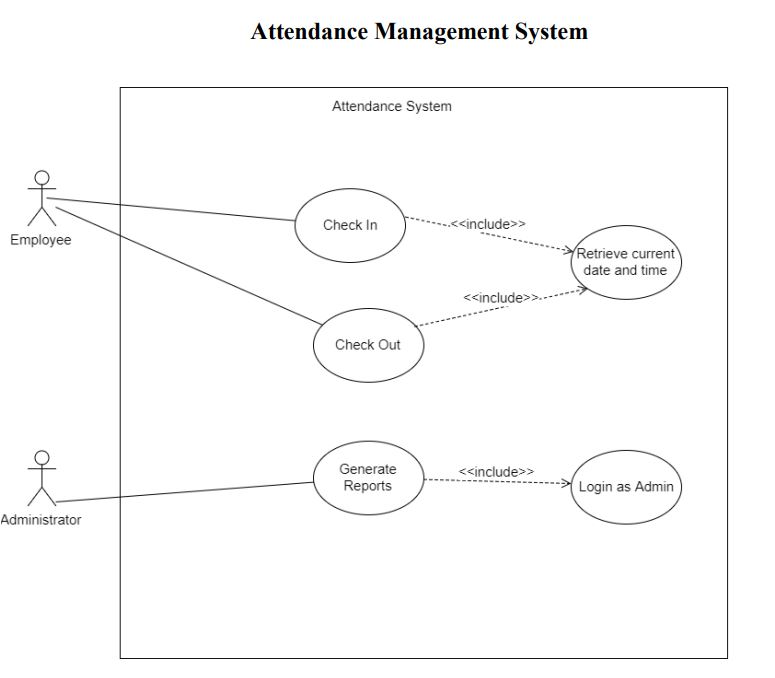 Attendance Management System
Attendance System
Employee
Check In
<<include>>
Retrieve current
date and time
<<include>>
Check Out
Administrator
Generate
Reports
<<include>>
Login as Admin